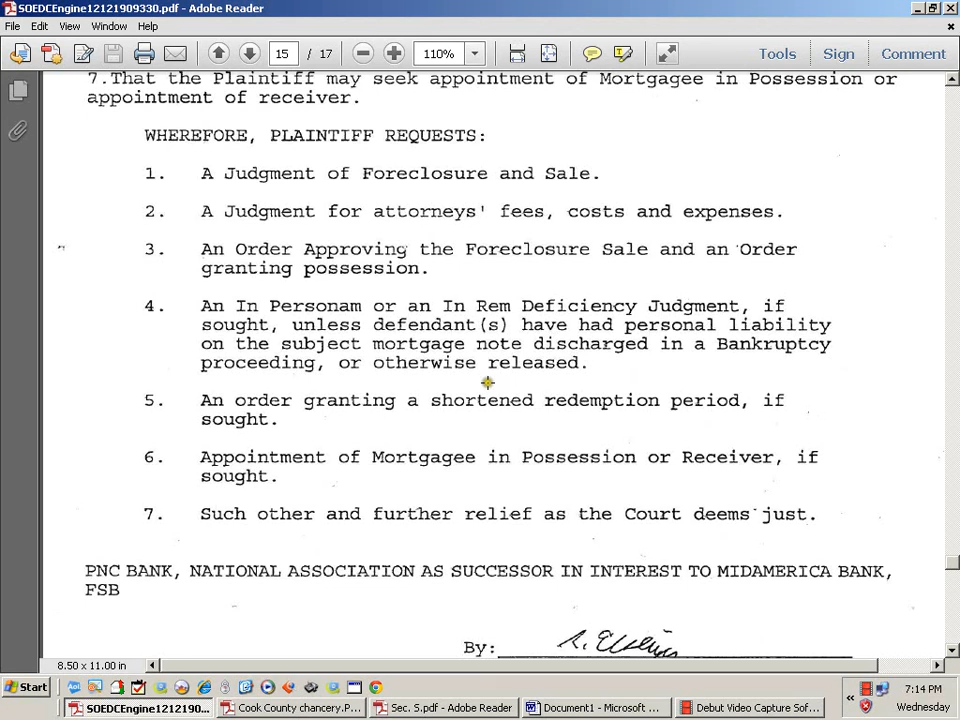 SOEDCEngine12121909330.pdf - Adobe Reader
File Edit View Window Help
15 / 17 110% Tools Sign Comment
7.That the Plaintiff may seek appointment of Mortgagee in Possession or
appointment of receiver.
WHEREFORE, PLAINTIFF REQUESTS:
1. A Judgment of Foreclosure and Sale.
2. A Judgment for attorneys' fees, costs and expenses.
3. An Order Approving the Foreclosure Sale and an Order
granting possession.
4. An In Personam or an In Rem Deficiency Judgment, if
sought, unless defendant(s) have had personal liability
on the subject mortgage note discharged in a Bankruptcy
proceeding, or otherwise released.
5. An order granting a shortened redemption period, if
sought.
6. Appointment of Mortgagee in Possession or Receiver, if
sought.
7. Such other and further relief as the Court deems just.
PNC BANK, NATIONAL ASSOCIATION AS SUCCESSOR IN INTEREST TO MIDAMERICA BANK,
FSB
By:
8.50 x 11.00 in
Start 7:14 PM
SOEDCEngine1212190... Cook County chancery.P... Sec. S.pdf - Adobe Reader Document1 - Microsoft ... Debut Video Capture Sof... Wednesday